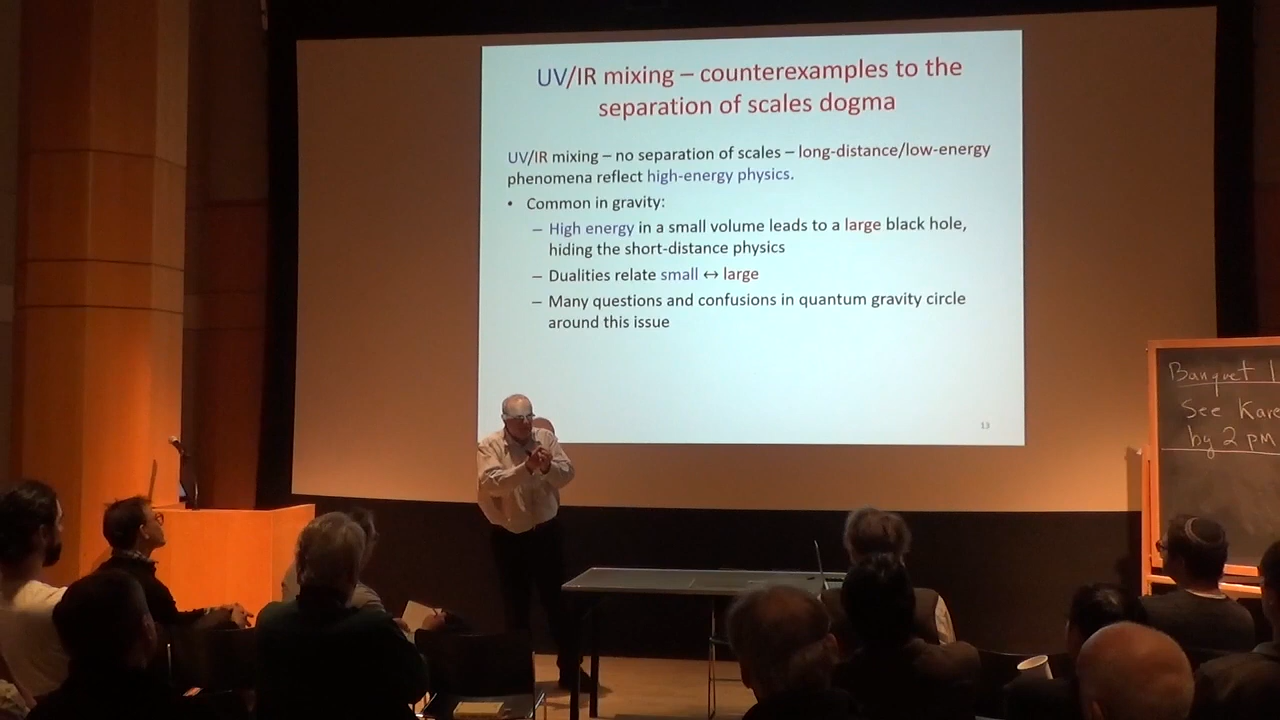 UV/IR mixing – counterexamples to the
separation of scales dogma
UV/IR mixing – no separation of scales – long-distance/low-energy
phenomena reflect high-energy physics.
• Common in gravity:
– High energy in a small volume leads to a large black hole,
hiding the short-distance physics
– Dualities relate small ↔ large
– Many questions and confusions in quantum gravity circle
around this issue
13
Banquet
See Kare
by 2 PM